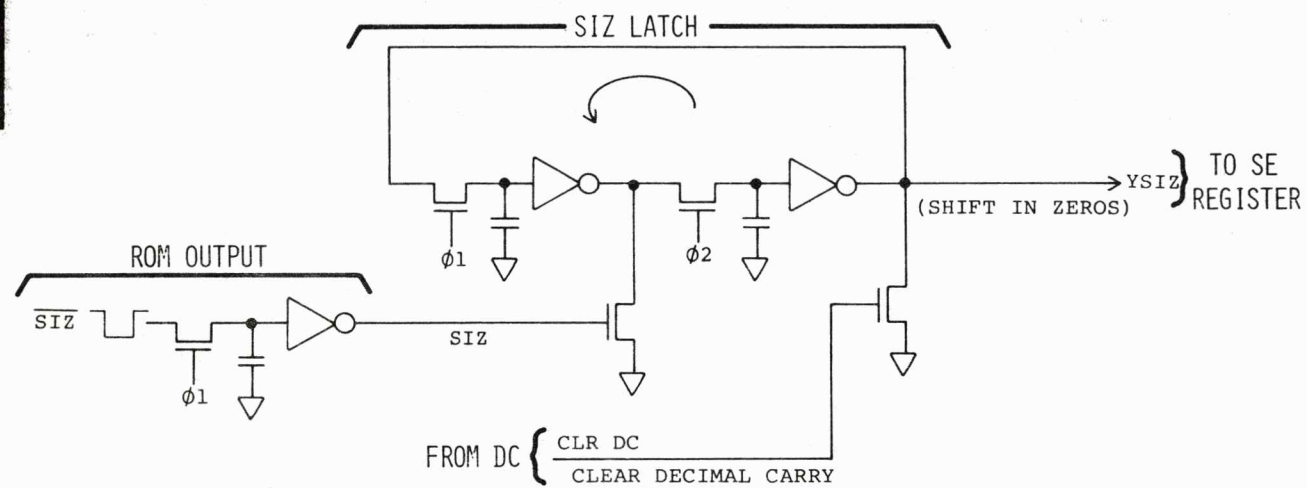 SIZ LATCH
YSIZ
TO SE
REGISTER
(SHIFT IN ZEROS)
ϕ1
ϕ2
ROM OUTPUT
SIZ
SIZ
ϕ1
FROM DC
CLR DC
CLEAR DECIMAL CARRY